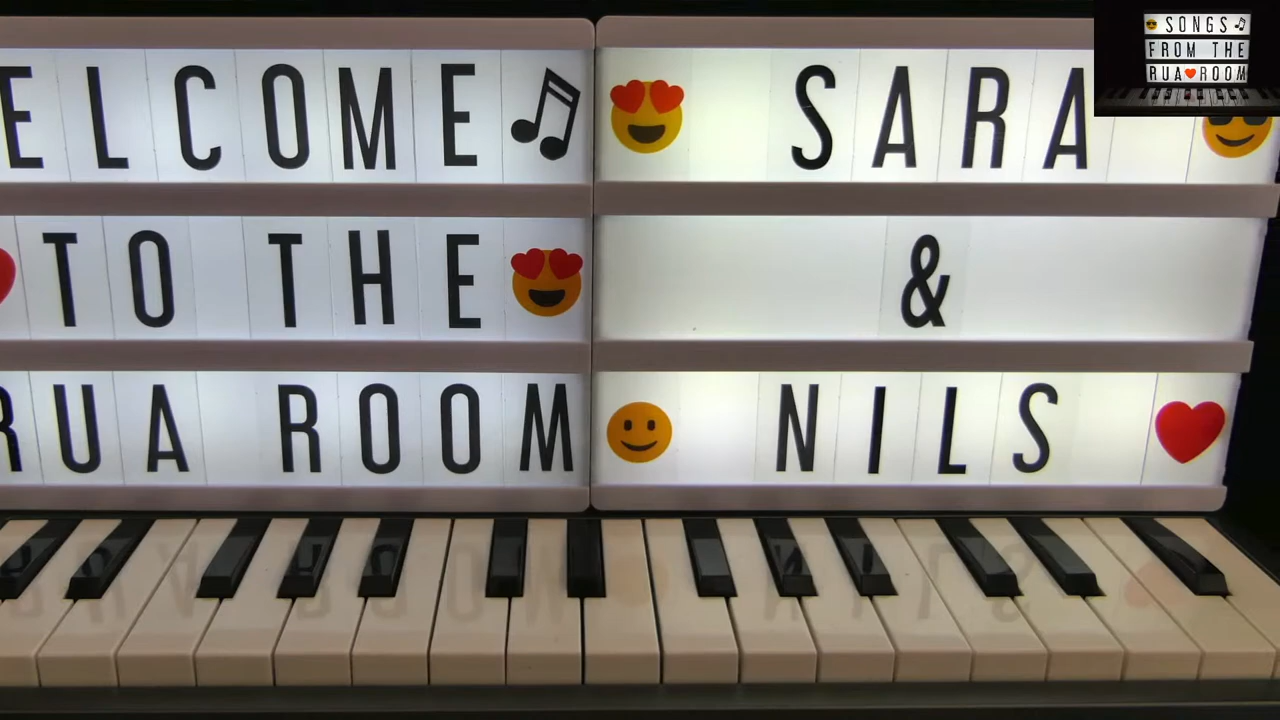 ELCOME
TO THE
RUA ROOM
SARA
&
NILS
SONGS
FROM THE
RUA ROOM